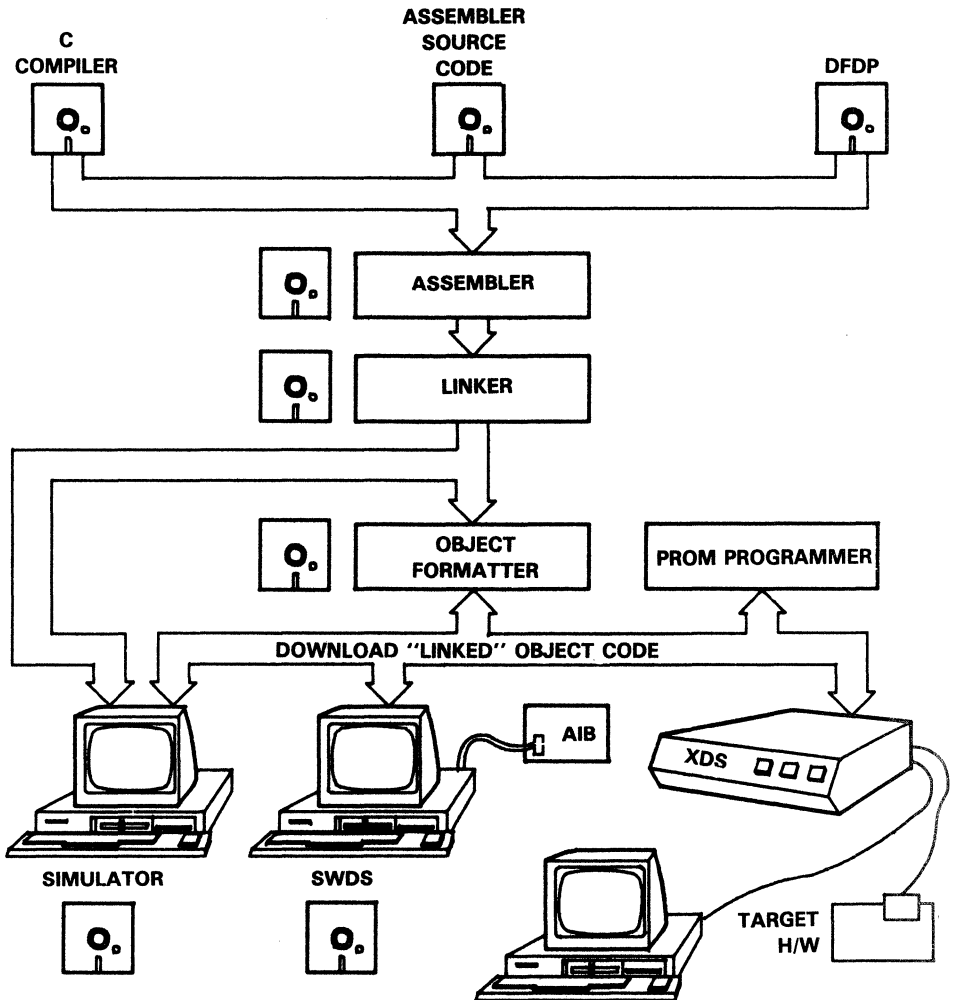 C
COMPILER
ASSEMBLER
SOURCE
CODE
DFDP
ASSEMBLER
LINKER
OBJECT
FORMATTER
PROM PROGRAMMER
DOWNLOAD "LINKED" OBJECT CODE
AIB
XDS
SIMULATOR
SWDS
TARGET
H/W